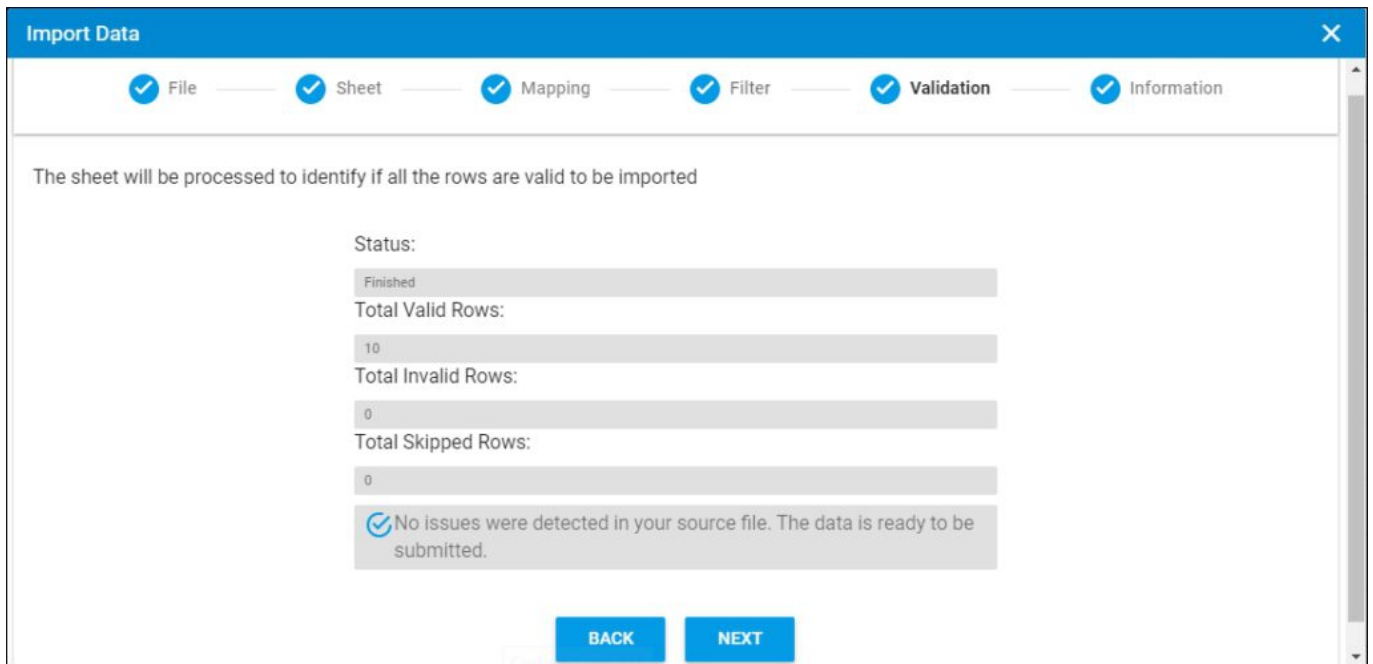 Import Data
File
Sheet
Mapping
Filter
Validation
Information
The sheet will be processed to identify if all the rows are valid to be imported
Status:
Finished
Total Valid Rows:
10
Total Invalid Rows:
0
Total Skipped Rows:
0
No issues were detected in your source file. The data is ready to be
submitted.
BACK
NEXT